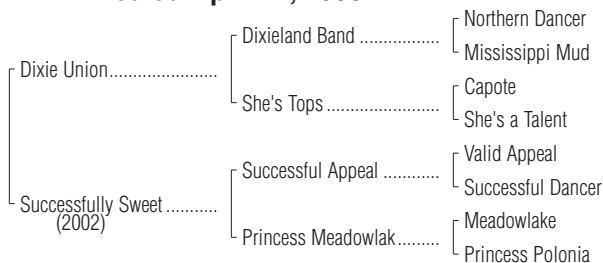 Northern Dancer
Dixieland Band
Mississippi Mud
Dixie Union
Capote
She's Tops
She's a Talent
Valid Appeal
Successful Appeal
Successful Dancer
Successfully Sweet
(2002)
Meadowlake
Princess Meadowlak
Princess Polonia